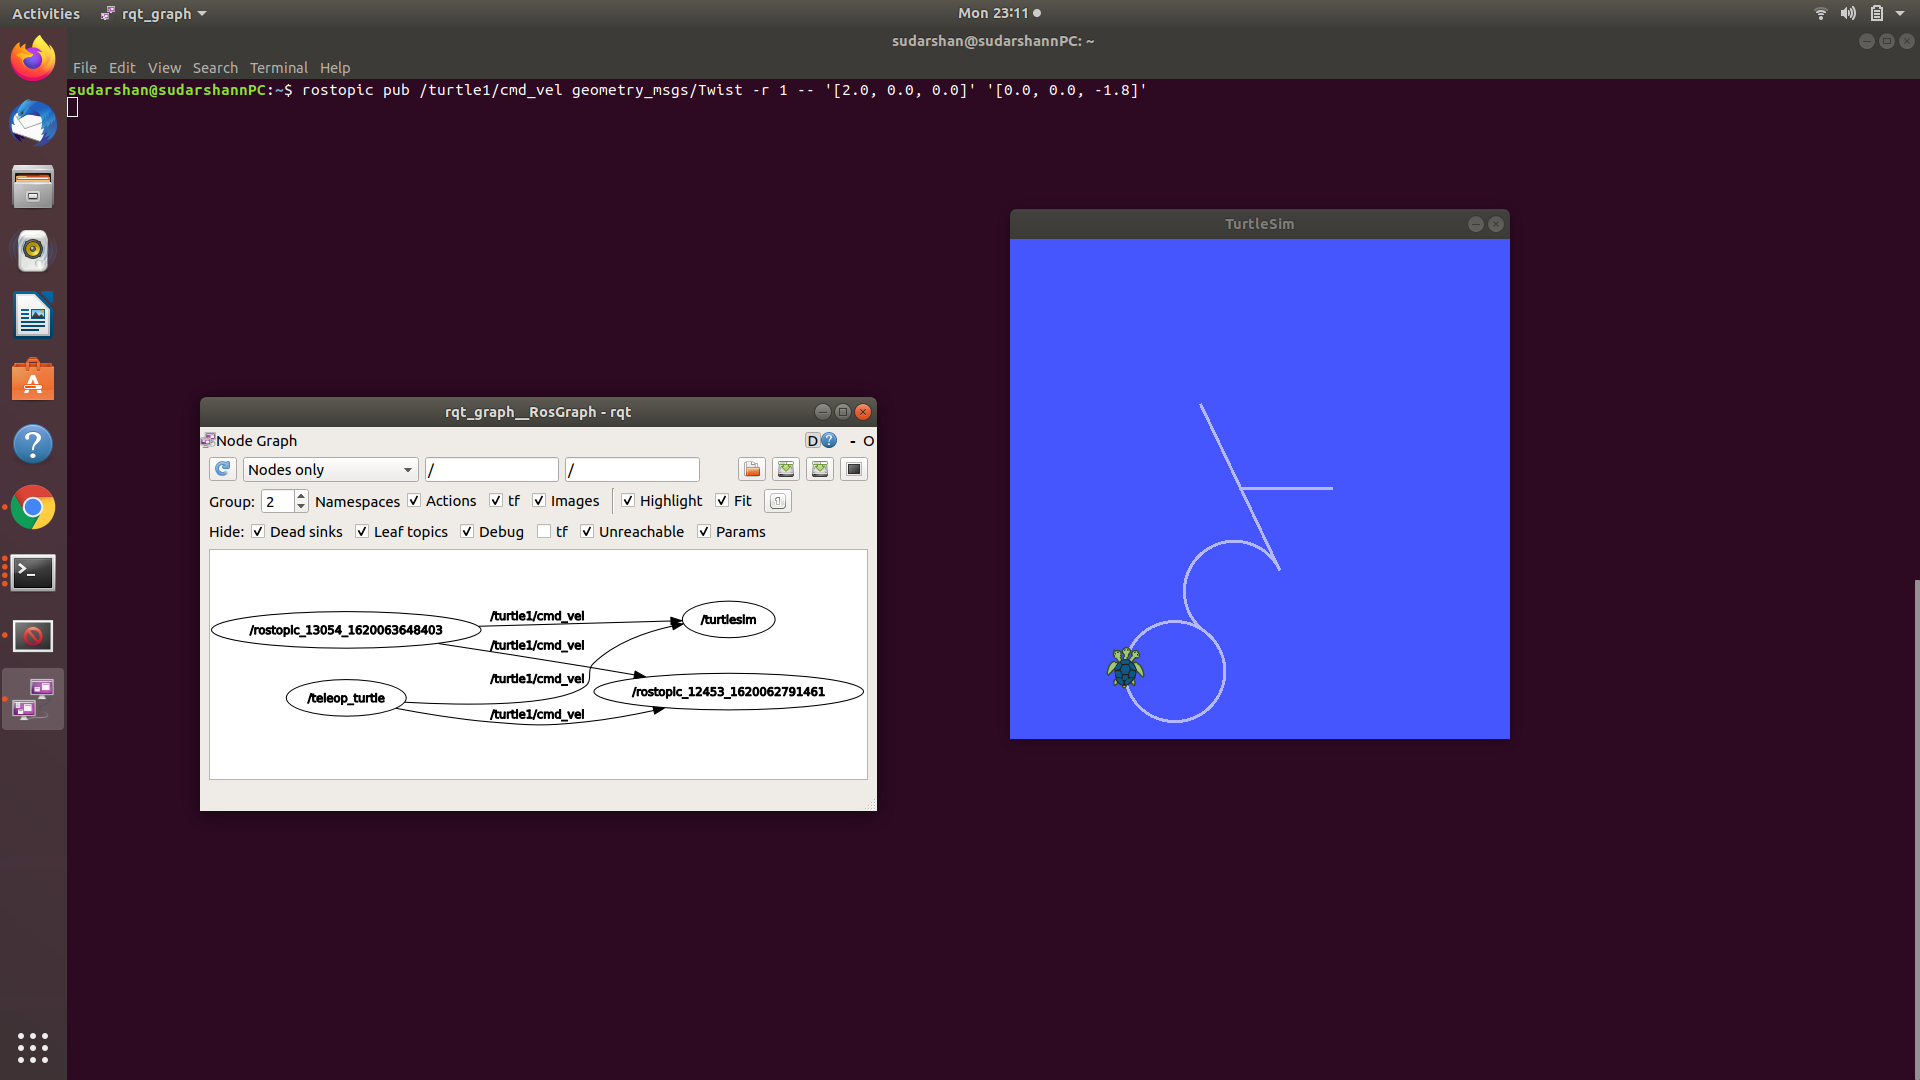 Activities rqt_graph Mon 23:11
sudarshan@sudarshannPC: ~
File Edit View Search Terminal Help
sudarshan@sudarshannPC:~$ rostopic pub /turtle1/cmd_vel geometry_msgs/Twist -r 1 -- '[2.0, 0.0, 0.0]' '[0.0, 0.0, -1.8]'
TurtleSim
rqt_graph__RosGraph - rqt
Node Graph D ? - O
Nodes only / /
Group: 2 Namespaces Actions tf Images Highlight Fit
Hide: Dead sinks Leaf topics Debug tf Unreachable Params
/rostopic_13054_1620063648403
/turtle1/cmd_vel
/turtlesim
/turtle1/cmd_vel
/turtle1/cmd_vel
/rostopic_12453_1620062791461
/teleop_turtle
/turtle1/cmd_vel